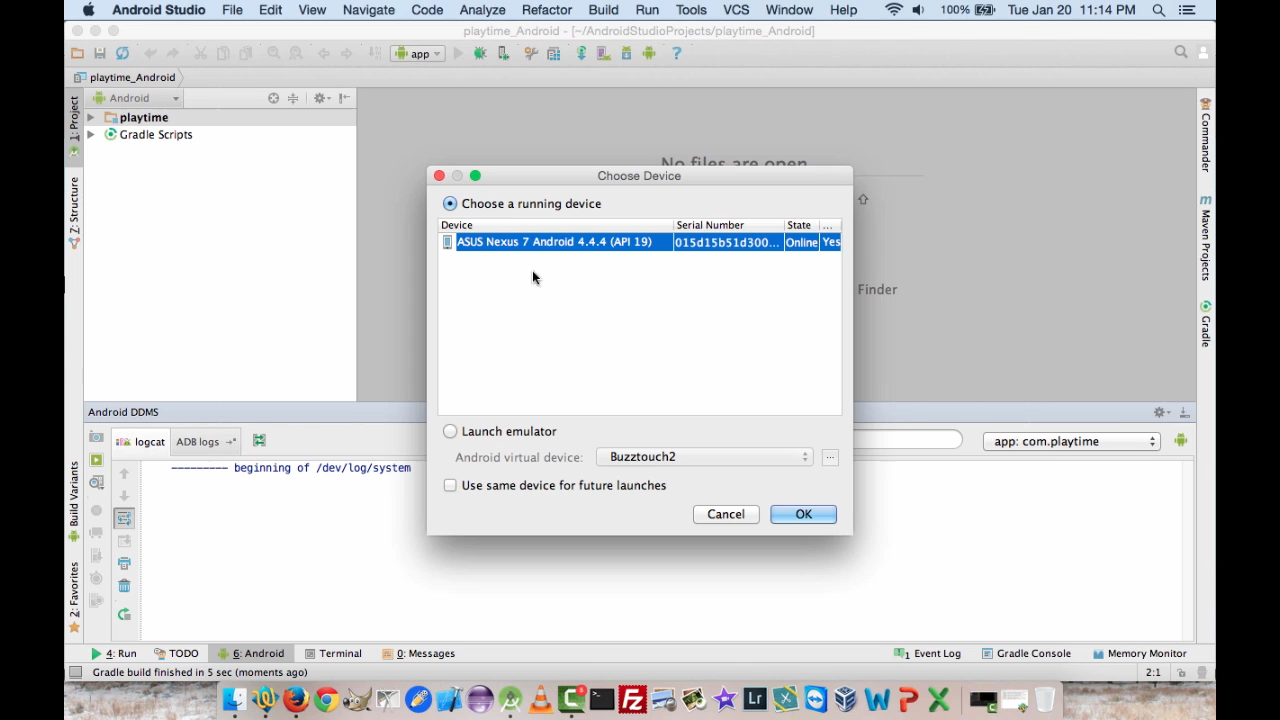 Android Studio File Edit View Navigate Code Analyze Refactor Build Run Tools VCS Window Help 100% Tue Jan 20 11:14 PM
playtime_Android - [~/AndroidStudioProjects/playtime_Android]
app
playtime_Android
Android
playtime
Gradle Scripts
1: Project
Z: Structure
Build Variants
2: Favorites
No files are open
Finder
Choose Device
Choose a running device
Device Serial Number State ...
ASUS Nexus 7 Android 4.4.4 (API 19) 015d15b51d300... Online Yes
Launch emulator
Android virtual device: Buzztouch2 ...
Use same device for future launches
Cancel OK
Commander
Maven Projects
Gradle
Android DDMS
logcat ADB logs app: com.playtime
--------- beginning of /dev/log/system
4: Run TODO 6: Android Terminal 0: Messages 1 Event Log Gradle Console Memory Monitor
Gradle build finished in 5 sec (moments ago) 2:1
Fz Lr